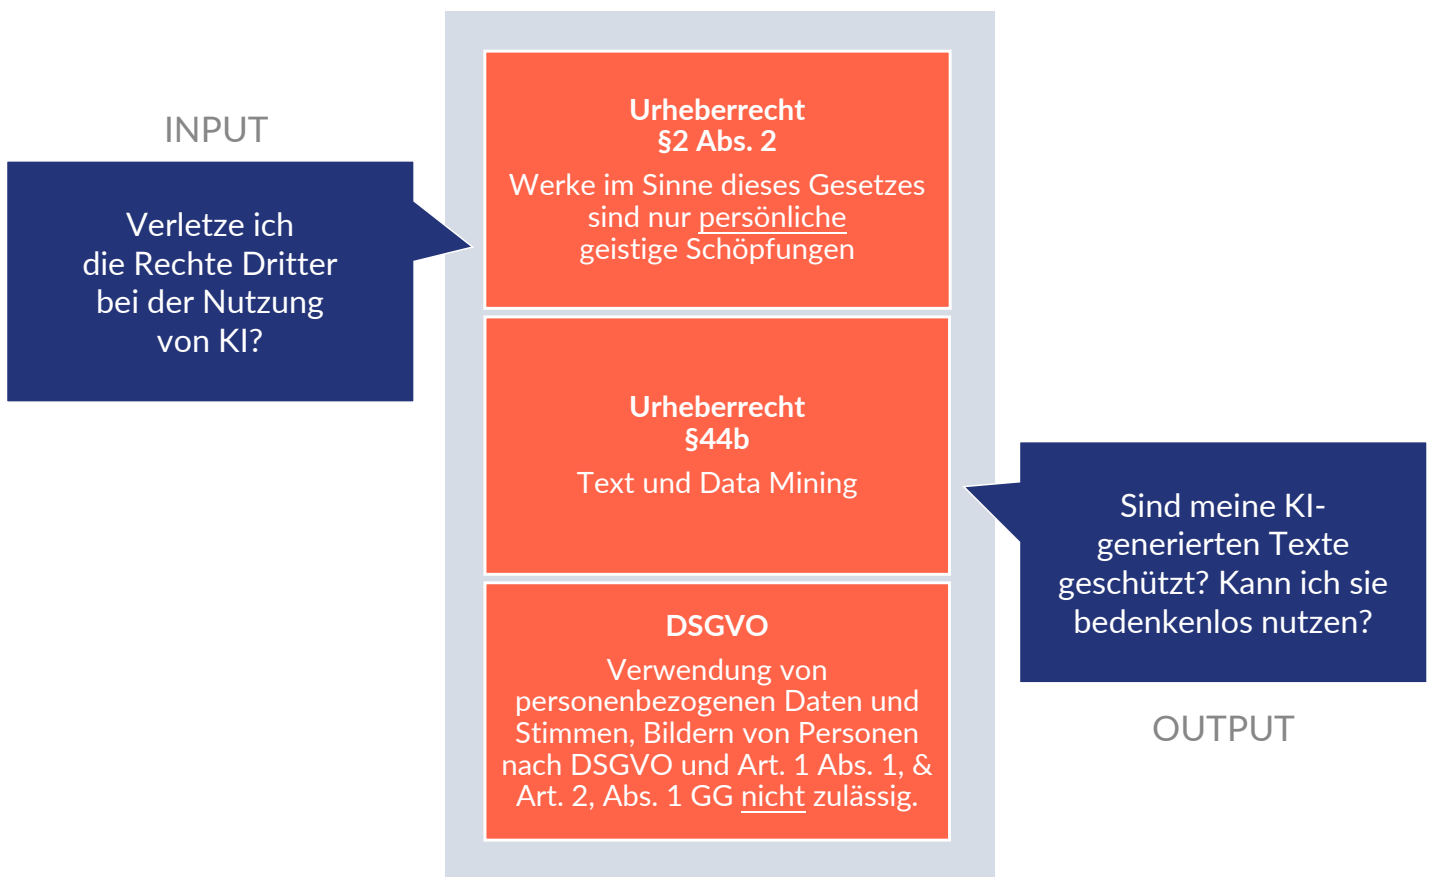 INPUT
Verletze ich
die Rechte Dritter
bei der Nutzung
von KI?
Urheberrecht
§2 Abs. 2
Werke im Sinne dieses Gesetzes
sind nur persönliche
geistige Schöpfungen
Urheberrecht
§44b
Text und Data Mining
DSGVO
Verwendung von
personenbezogenen Daten und
Stimmen, Bildern von Personen
nach DSGVO und Art. 1 Abs. 1, &
Art. 2, Abs. 1 GG nicht zulässig.
Sind meine KI-
generierten Texte
geschützt? Kann ich sie
bedenkenlos nutzen?
OUTPUT